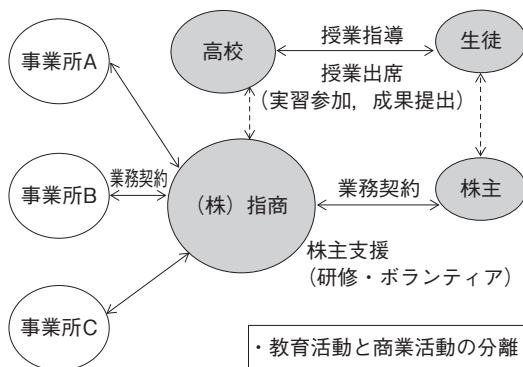 高校
授業指導
生徒
事業所A
授業出席
(実習参加，成果提出)
事業所B
業務契約
(株)指商
業務契約
株主
株主支援
(研修・ボランティア)
事業所C
・教育活動と商業活動の分離